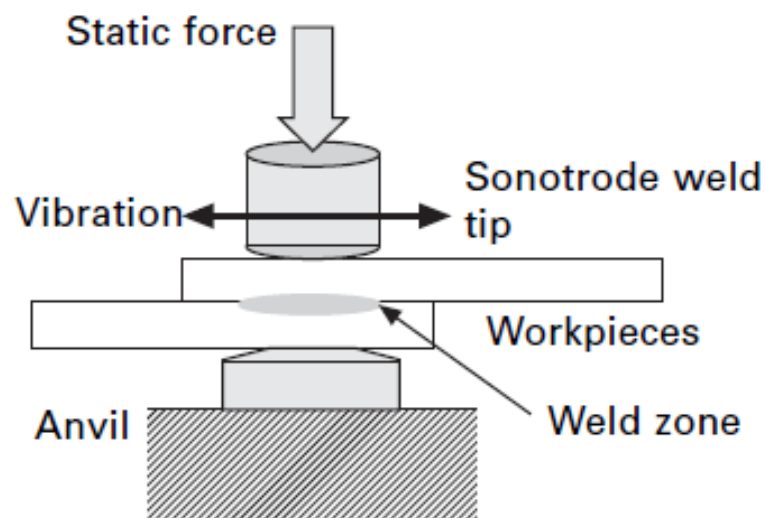 Static force
Vibration
Sonotrode weld
tip
Workpieces
Anvil
Weld zone